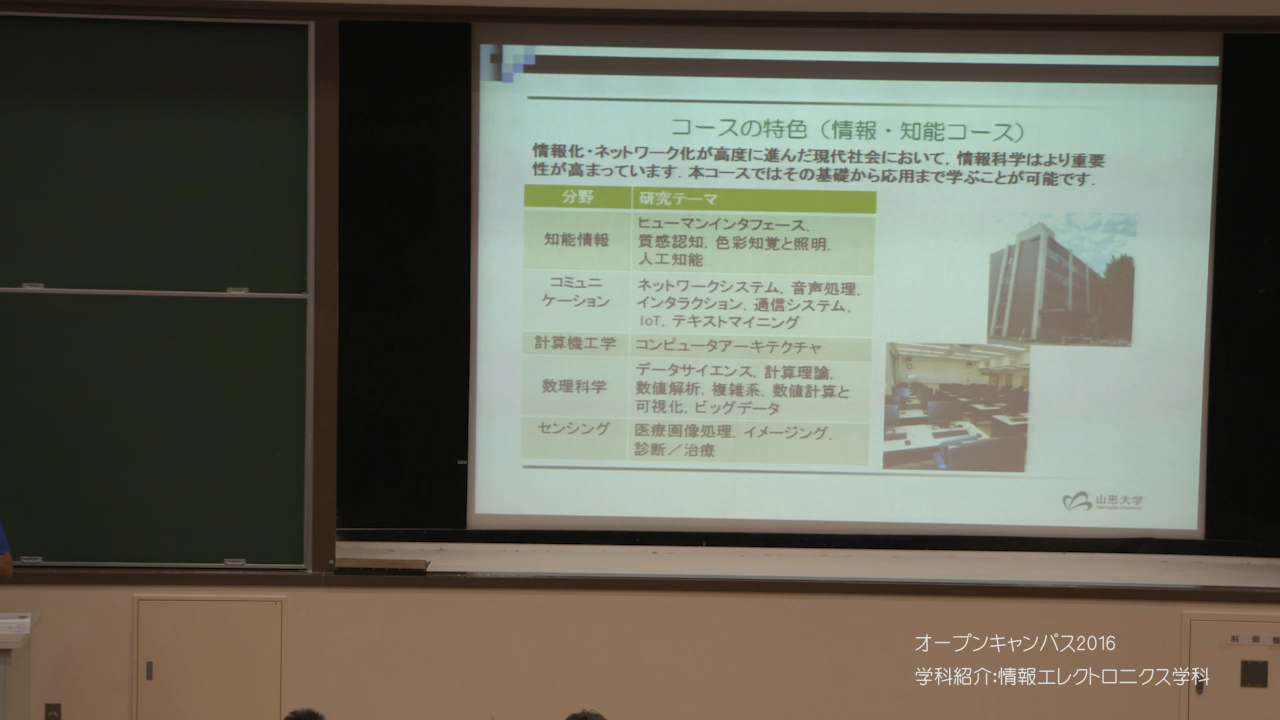 コースの特色（情報・知能コース）
情報化・ネットワーク化が高度に進んだ現代社会において，情報科学はより重要
性が高まっています．本コースではその基礎から応用まで学ぶことが可能です．
分野 研究テーマ
知能情報
ヒューマンインタフェース，
質感認知，色彩知覚と照明，
人工知能
コミュニ
ケーション
ネットワークシステム，音声処理，
インタラクション，通信システム，
IoT，テキストマイニング
計算機工学 コンピュータアーキテクチャ
数理科学
データサイエンス，計算理論，
数値解析，複雑系，数値計算と
可視化，ビッグデータ
センシング
医療画像処理，イメージング，
診断／治療
山形大学
オープンキャンパス2016
学科紹介:情報エレクトロニクス学科
制御